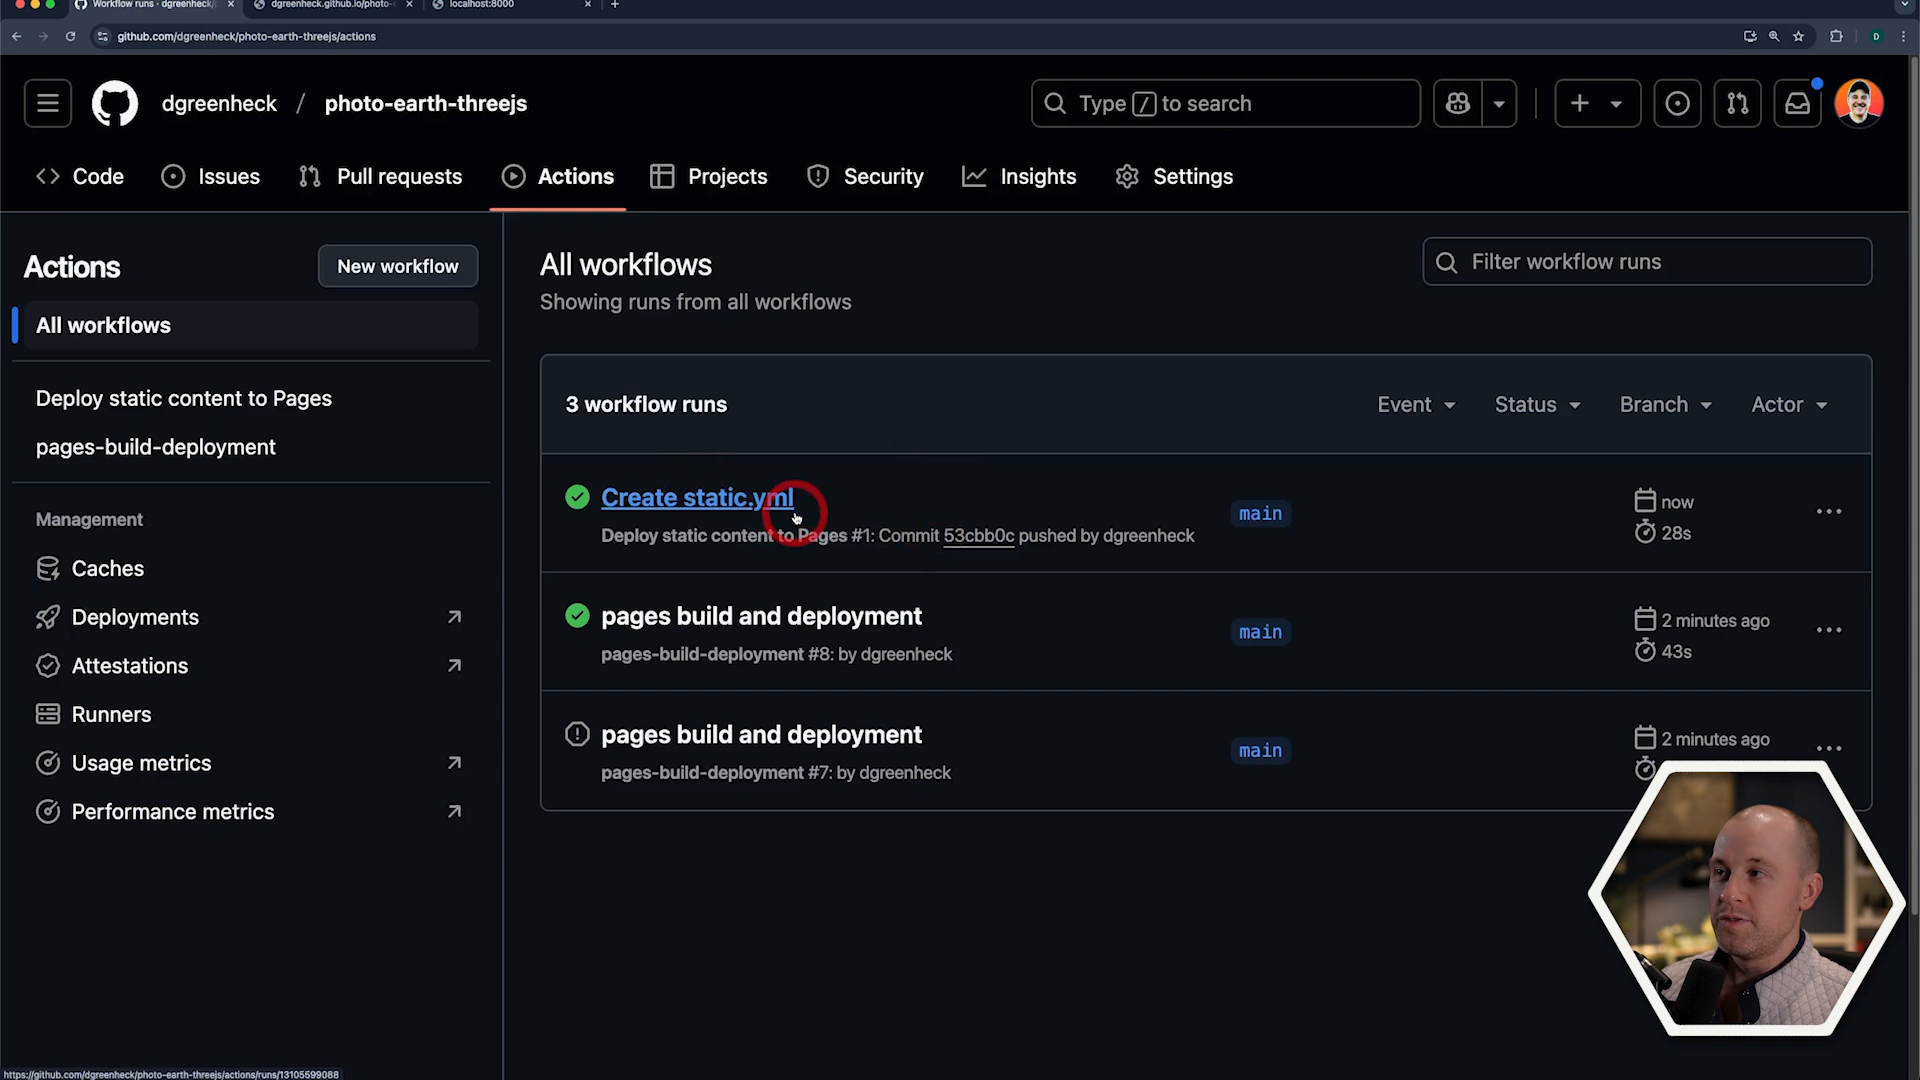 Workflow runs · dgreenheck/
dgreenheck.github.io/photo-
localhost:8000
github.com/dgreenheck/photo-earth-threejs/actions
D
dgreenheck / photo-earth-threejs
Type / to search
Code
Issues
Pull requests
Actions
Projects
Security
Insights
Settings
Actions
New workflow
All workflows
Deploy static content to Pages
pages-build-deployment
Management
Caches
Deployments
Attestations
Runners
Usage metrics
Performance metrics
All workflows
Showing runs from all workflows
Filter workflow runs
3 workflow runs
Event
Status
Branch
Actor
Create static.yml
Deploy static content to Pages #1: Commit 53cbb0c pushed by dgreenheck
main
now
28s
pages build and deployment
pages-build-deployment #8: by dgreenheck
main
2 minutes ago
43s
pages build and deployment
pages-build-deployment #7: by dgreenheck
main
2 minutes ago
https://github.com/dgreenheck/photo-earth-threejs/actions/runs/13105599088